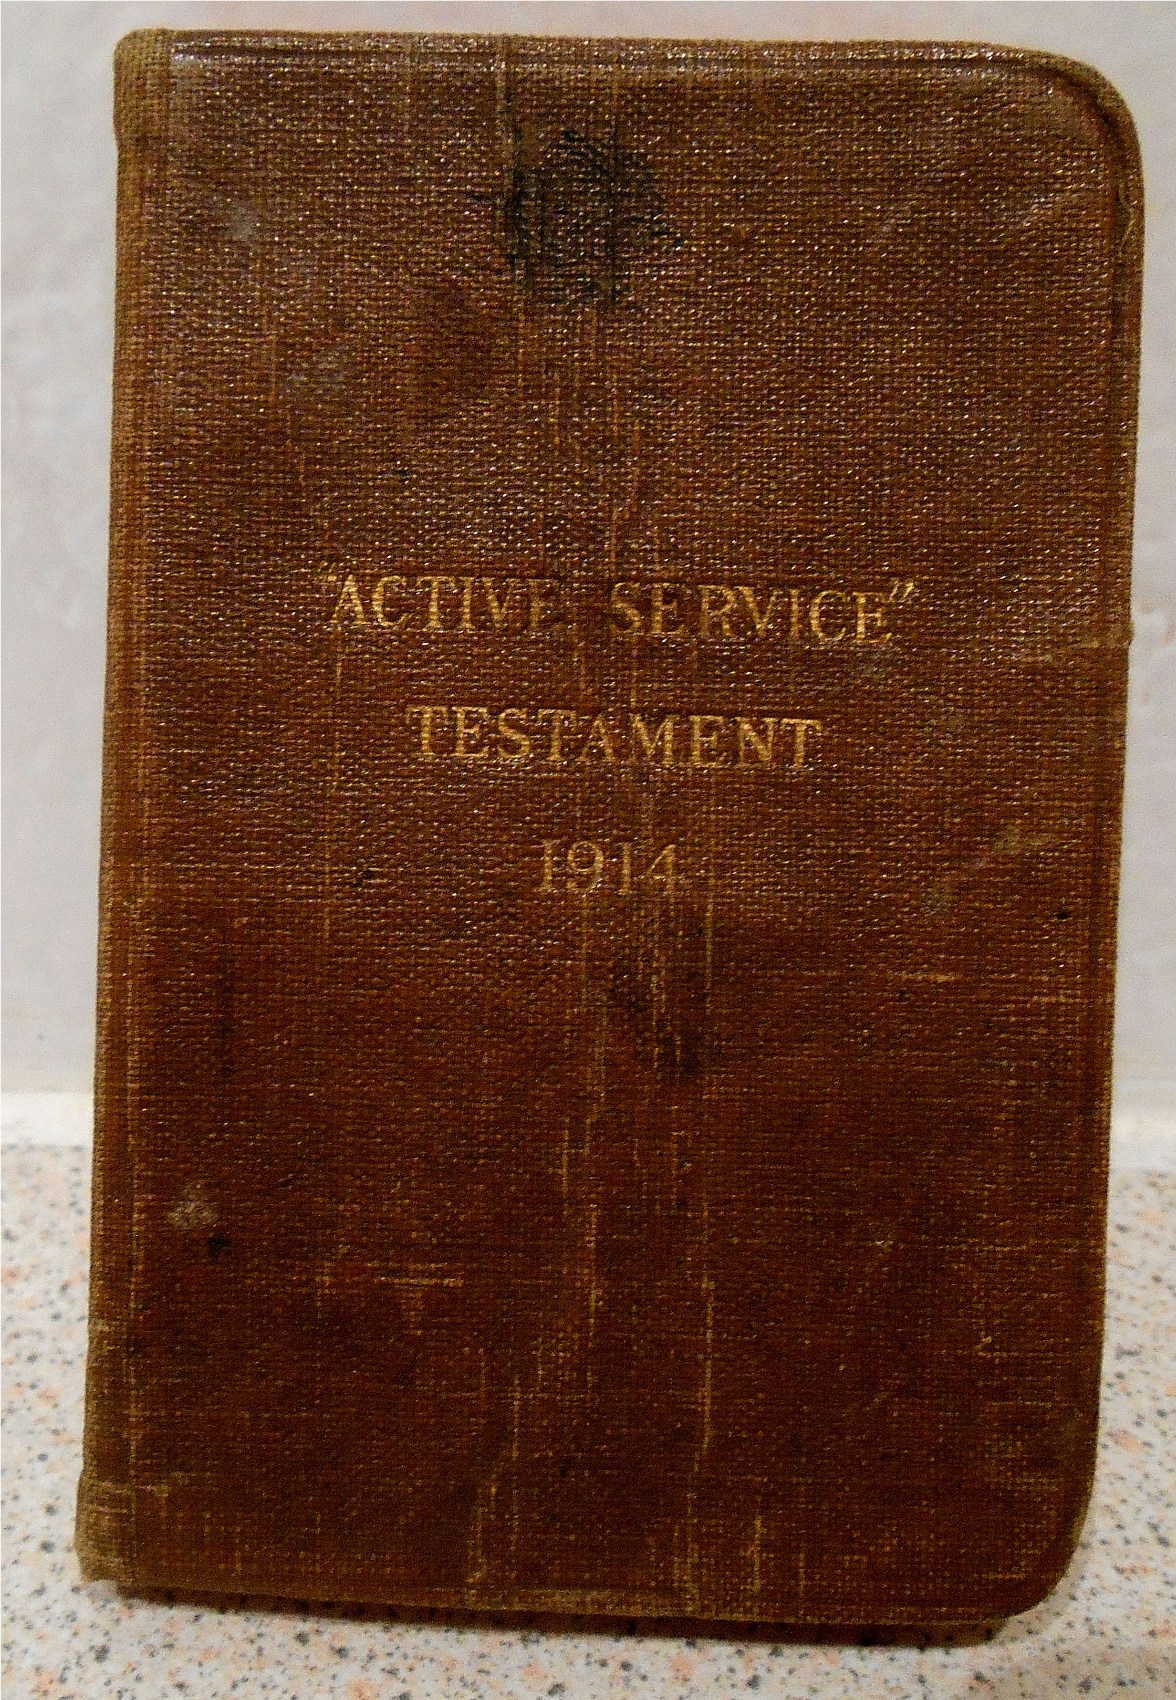 "ACTIVE SERVICE"
TESTAMENT
1914